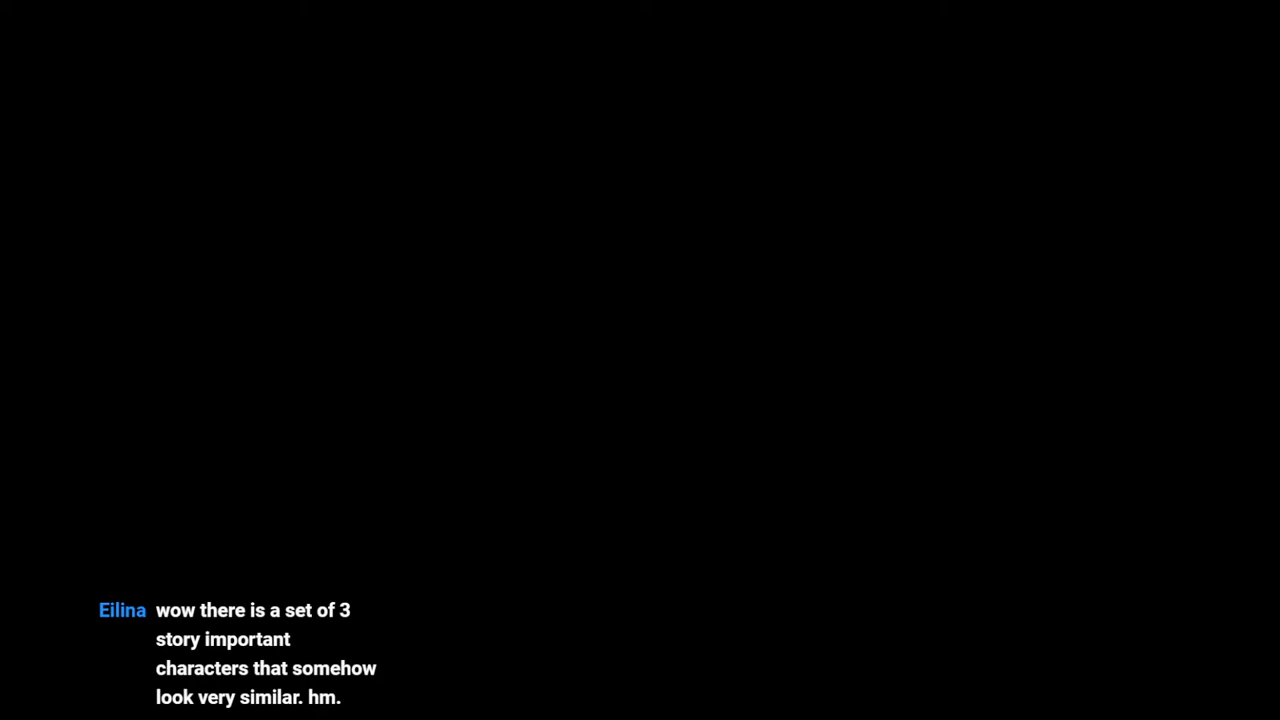 Eilina wow there is a set of 3
story important
characters that somehow
look very similar. hm.